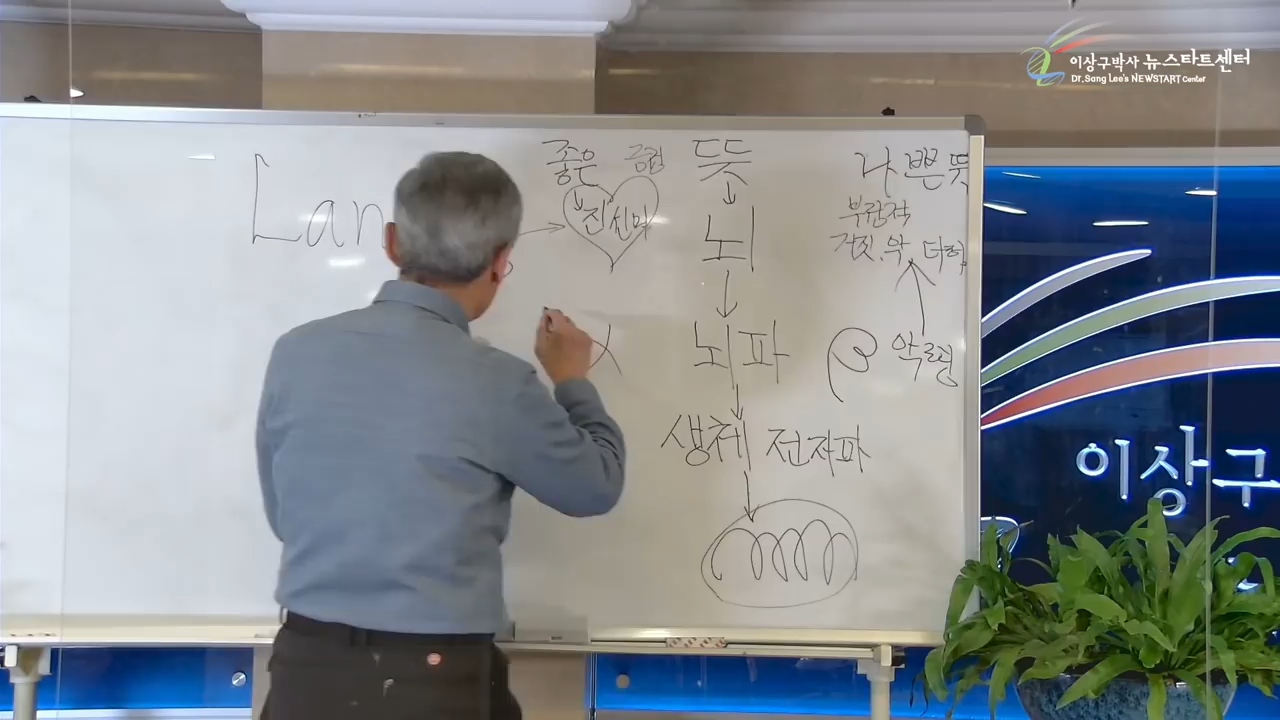 이상구박사 뉴스타트센터
Dr. Sang Lee's NEWSTART Center
좋은 뜻 나쁜 뜻
진 선 미
부정적
거짓, 악, 더러
Lan
뇌
뇌파 β 악령
생체 전자파
이상구